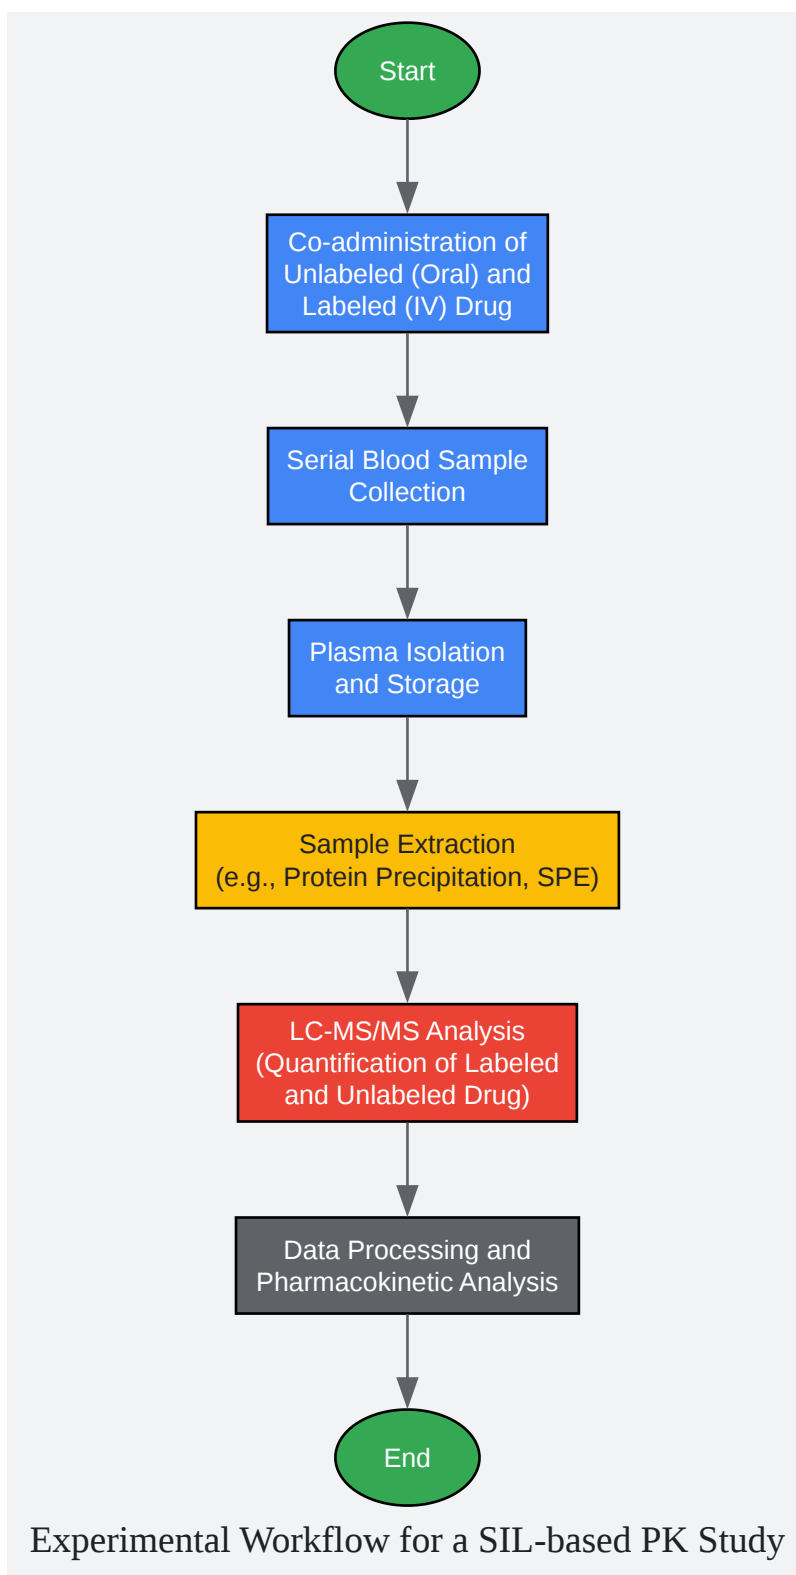 Start
Co-administration of
Unlabeled (Oral) and
Labeled (IV) Drug
Serial Blood Sample
Collection
Plasma Isolation
and Storage
Sample Extraction
(e.g., Protein Precipitation, SPE)
LC-MS/MS Analysis
(Quantification of Labeled
and Unlabeled Drug)
Data Processing and
Pharmacokinetic Analysis
End
Experimental Workflow for a SIL-based PK Study